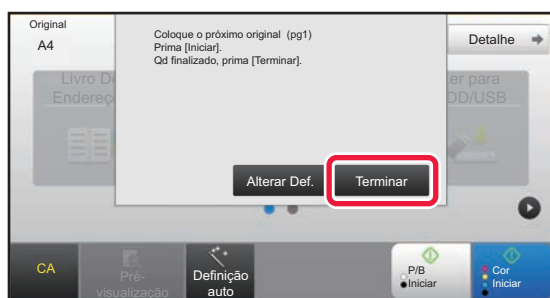 Original
A4
Coloque o próximo original (pg1)
Prima [Iniciar].
Qd finalizado, prima [Terminar].
Detalhe
Livro D
Endereç
er para
DD/USB
Alterar Def.
Terminar
CA
Pré-
visualização
Definição
auto
P/B
Iniciar
Cor
Iniciar